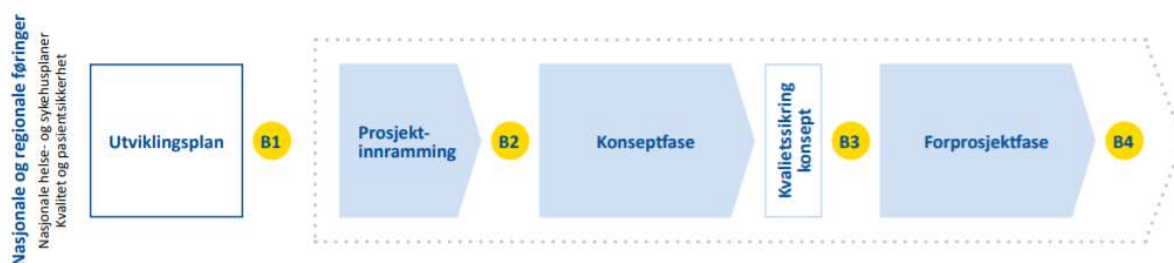 Nasjonale og regionale føringer
Nasjonale helse- og sykehusplaner
Kvalitet og pasientsikkerhet
Utviklingsplan
B1
Prosjekt-
innramming
B2
Konseptfase
Kvalietssikring
konsept
B3
Forprosjektfase
B4